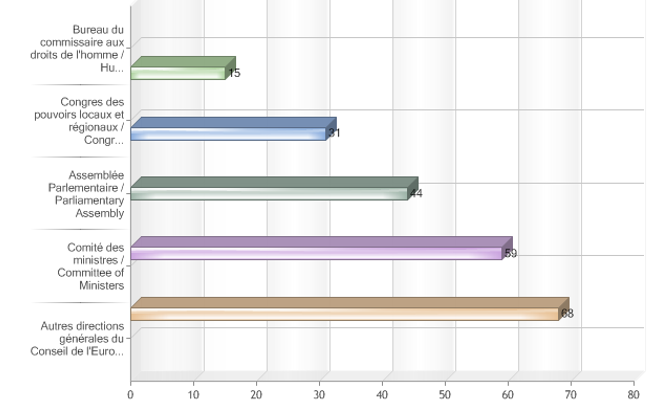 Bureau du
commissaire aux
droits de l'homme /
Hu...
15
Congres des
pouvoirs locaux et
régionaux /
Congr...
31
Assemblée
Parlementaire /
Parliamentary
Assembly
44
Comité des
ministres /
Committee of
Ministers
59
68
Autres directions
générales du
Conseil de l'Euro...
0 10 20 30 40 50 60 70 80